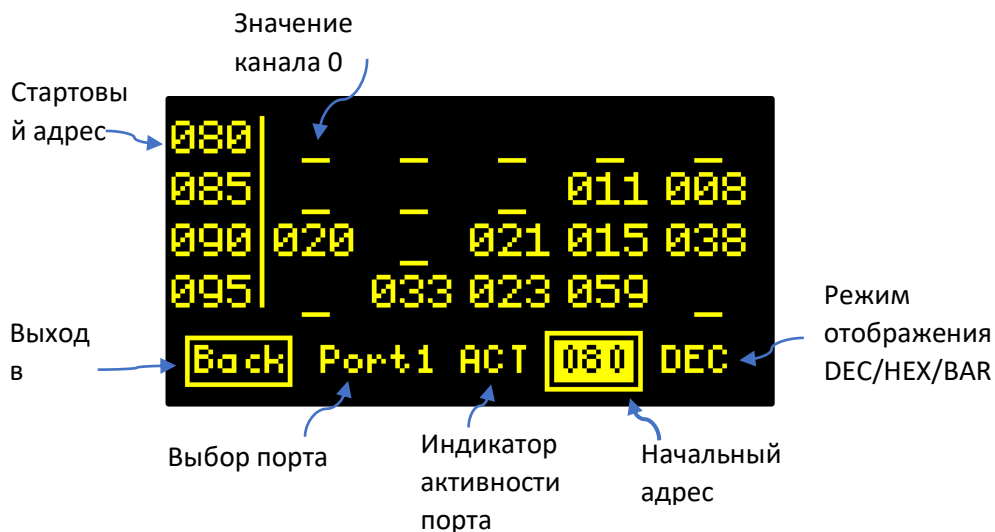 Значение
канала 0
Стартовы
й адрес
080 _ _ _ _ _
085 _ _ _ 011 008
090 020 _ 021 015 038
095 _ 033 023 059 _
Выход
в
Back Port1 ACT 080 DEC
Режим
отображения
DEC/HEX/BAR
Выбор порта
Индикатор
активности
порта
Начальный
адрес